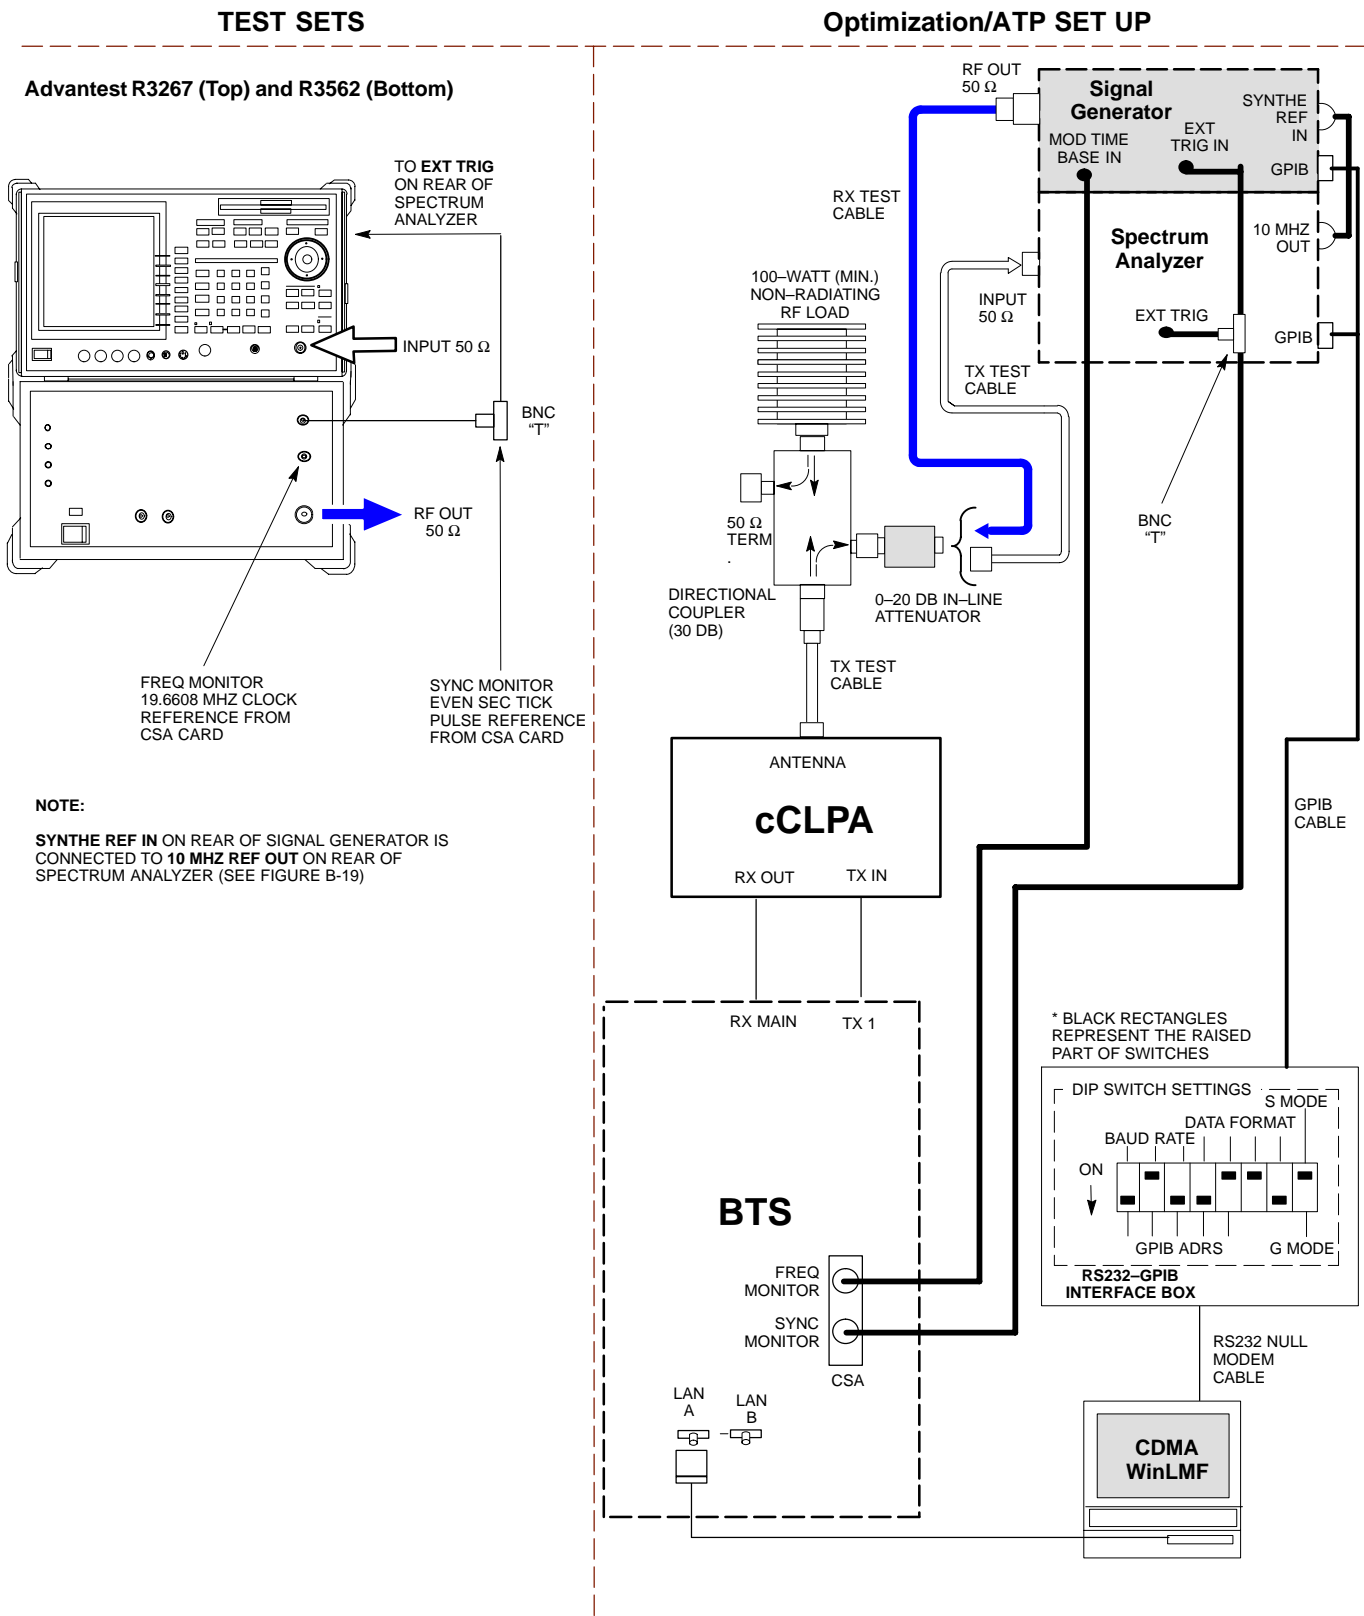 TEST SETS
Optimization/ATP SET UP
Advantest R3267 (Top) and R3562 (Bottom)
TO EXT TRIG
ON REAR OF
SPECTRUM
ANALYZER
INPUT 50 Ω
BNC
“T”
RF OUT
50 Ω
FREQ MONITOR
19.6608 MHZ CLOCK
REFERENCE FROM
CSA CARD
SYNC MONITOR
EVEN SEC TICK
PULSE REFERENCE
FROM CSA CARD
NOTE:
SYNTHE REF IN ON REAR OF SIGNAL GENERATOR IS
CONNECTED TO 10 MHZ REF OUT ON REAR OF
SPECTRUM ANALYZER (SEE FIGURE B-19)
RF OUT
50 Ω
Signal
Generator
SYNTHE
REF
IN
MOD TIME
BASE IN
EXT
TRIG IN
GPIB
RX TEST
CABLE
Spectrum
Analyzer
10 MHZ
OUT
100–WATT (MIN.)
NON–RADIATING
RF LOAD
INPUT
50 Ω
EXT TRIG
GPIB
TX TEST
CABLE
50 Ω
TERM
.
BNC
“T”
DIRECTIONAL
COUPLER
(30 DB)
0–20 DB IN–LINE
ATTENUATOR
TX TEST
CABLE
ANTENNA
cCLPA
RX OUT
TX IN
GPIB
CABLE
RX MAIN
TX 1
* BLACK RECTANGLES
REPRESENT THE RAISED
PART OF SWITCHES
DIP SWITCH SETTINGS
S MODE
DATA FORMAT
BAUD RATE
ON
GPIB ADRS
G MODE
RS232–GPIB
INTERFACE BOX
BTS
FREQ
MONITOR
SYNC
MONITOR
CSA
RS232 NULL
MODEM
CABLE
LAN
A
LAN
B
CDMA
WinLMF